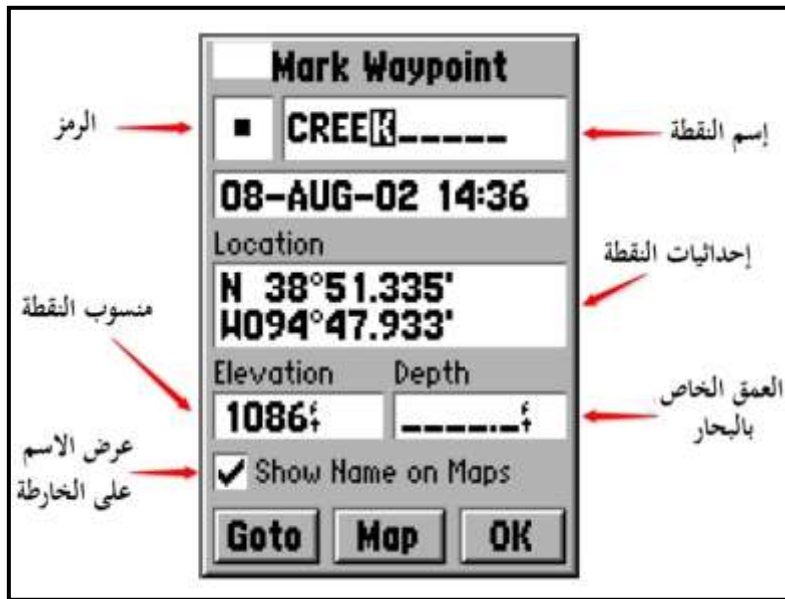 Mark Waypoint
الرمز
CREEK_____
إسم النقطة
08-AUG-02 14:36
Location
إحداثيات النقطة
N 38°51.335'
W094°47.933'
منسوب النقطة
Elevation
Depth
1086ft
____._ft
العمق الخاص
بالبحار
عرض الاسم
على الخارطة
Show Name on Maps
Goto
Map
OK